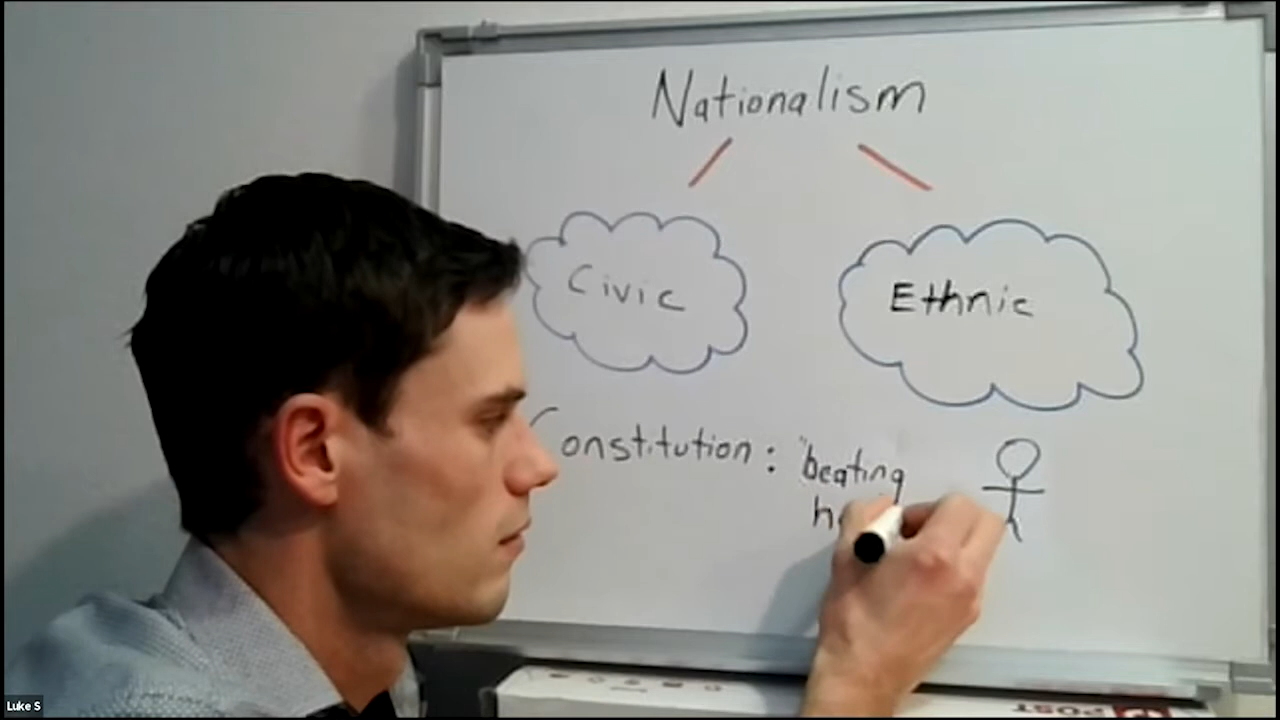 Nationalism
Civic
Ethnic
Constitution : "beating
Luke S
POST